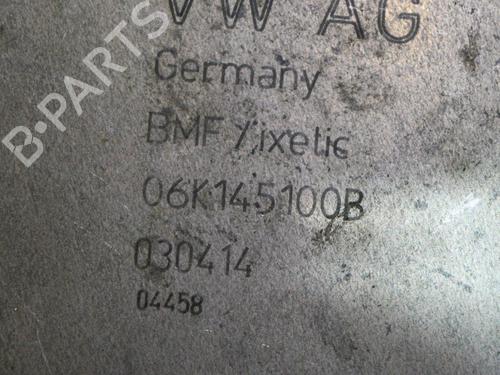 VW AG
B-PARTS
Germany
BMF / ixetic
06K145100B
030414
04458